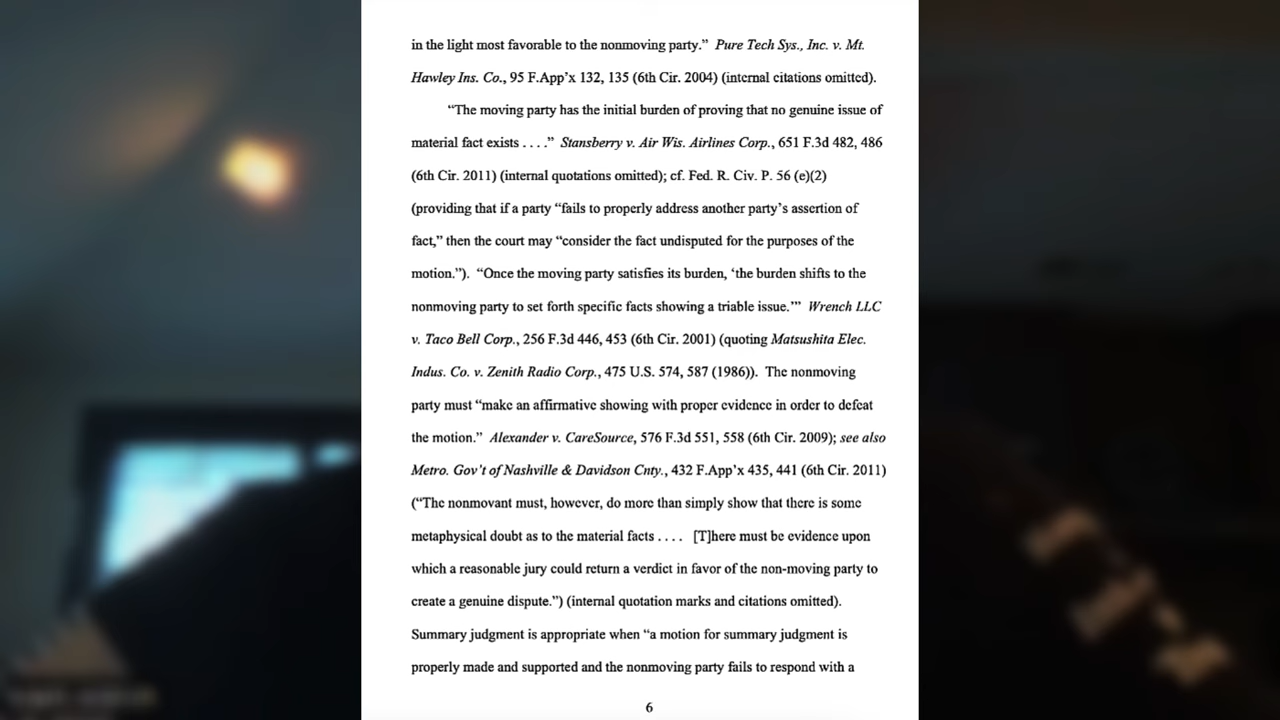 in the light most favorable to the nonmoving party.” Pure Tech Sys., Inc. v. Mt.
Hawley Ins. Co., 95 F.App’x 132, 135 (6th Cir. 2004) (internal citations omitted).
“The moving party has the initial burden of proving that no genuine issue of
material fact exists . . . .” Stansberry v. Air Wis. Airlines Corp., 651 F.3d 482, 486
(6th Cir. 2011) (internal quotations omitted); cf. Fed. R. Civ. P. 56 (e)(2)
(providing that if a party “fails to properly address another party’s assertion of
fact,” then the court may “consider the fact undisputed for the purposes of the
motion.”). “Once the moving party satisfies its burden, ‘the burden shifts to the
nonmoving party to set forth specific facts showing a triable issue.’” Wrench LLC
v. Taco Bell Corp., 256 F.3d 446, 453 (6th Cir. 2001) (quoting Matsushita Elec.
Indus. Co. v. Zenith Radio Corp., 475 U.S. 574, 587 (1986)). The nonmoving
party must “make an affirmative showing with proper evidence in order to defeat
the motion.” Alexander v. CareSource, 576 F.3d 551, 558 (6th Cir. 2009); see also
Metro. Gov’t of Nashville & Davidson Cnty., 432 F.App’x 435, 441 (6th Cir. 2011)
(“The nonmovant must, however, do more than simply show that there is some
metaphysical doubt as to the material facts . . . . [T]here must be evidence upon
which a reasonable jury could return a verdict in favor of the non-moving party to
create a genuine dispute.”) (internal quotation marks and citations omitted).
Summary judgment is appropriate when “a motion for summary judgment is
properly made and supported and the nonmoving party fails to respond with a
6